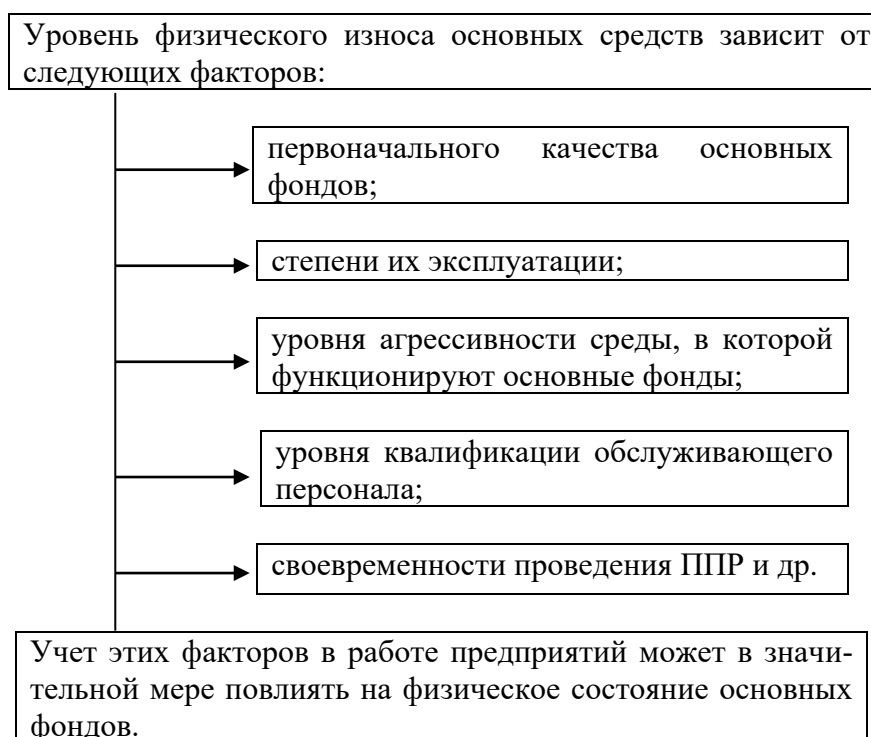 Уровень физического износа основных средств зависит от
следующих факторов:
первоначального качества основных
фондов;
степени их эксплуатации;
уровня агрессивности среды, в которой
функционируют основные фонды;
уровня квалификации обслуживающего
персонала;
своевременности проведения ППР и др.
Учет этих факторов в работе предприятий может в значи-
тельной мере повлиять на физическое состояние основных
фондов.